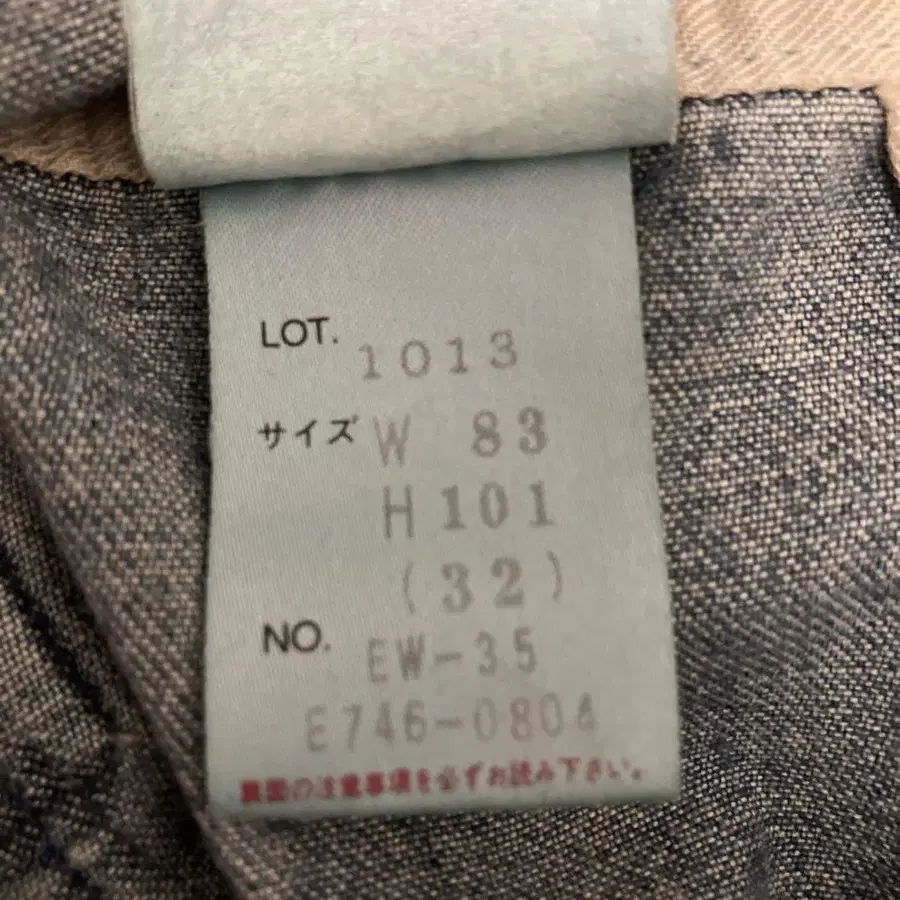 LOT. 1013
サイズ W 83
H 101
(32)
NO. EW-35
E746-0804
裏面の注意事項を必ずお読み下さい。